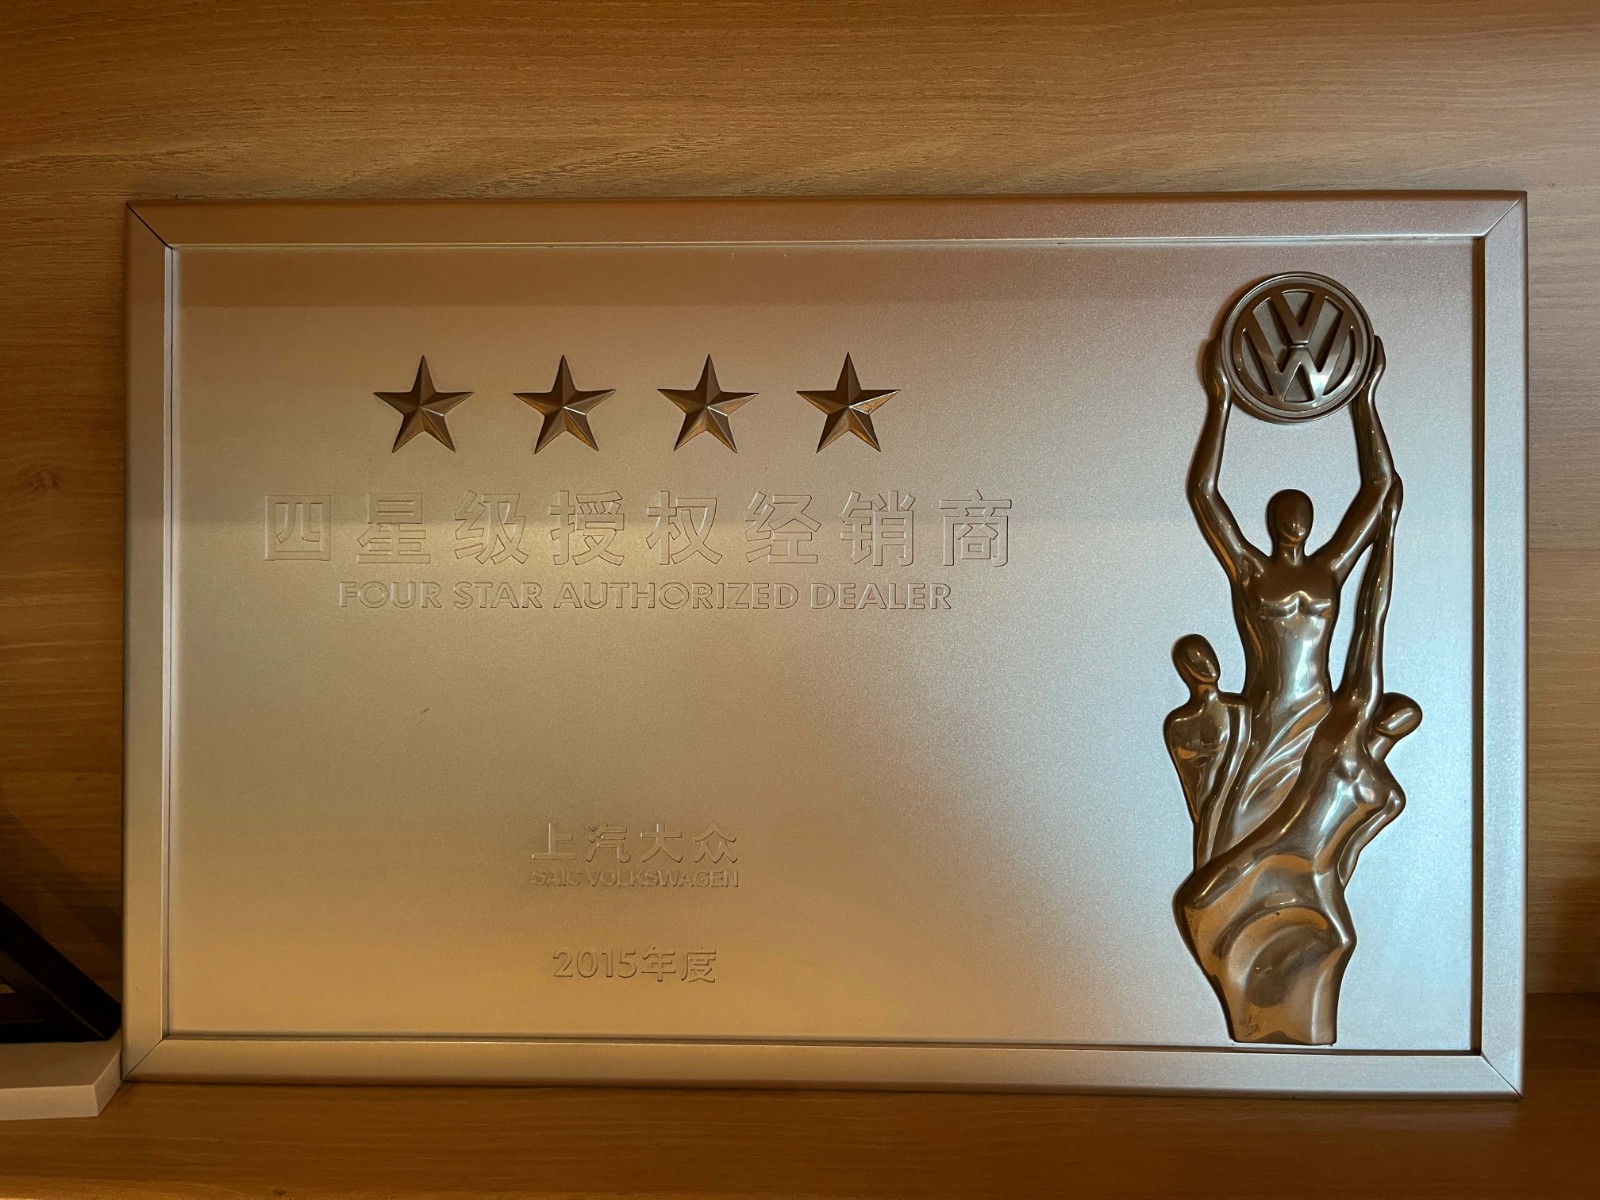 四星级授权经销商
FOUR STAR AUTHORIZED DEALER
上汽大众
SAIC VOLKSWAGEN
2015年度